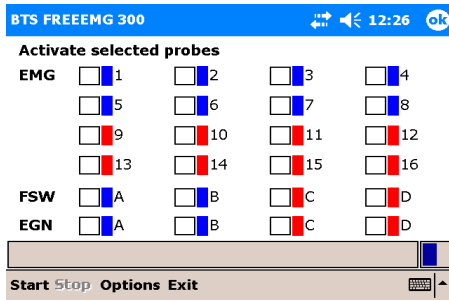 BTS FREEEMG 300 12:26 ok
Activate selected probes
EMG 1 2 3 4
5 6 7 8
9 10 11 12
13 14 15 16
FSW A B C D
EGN A B C D
Start Stop Options Exit